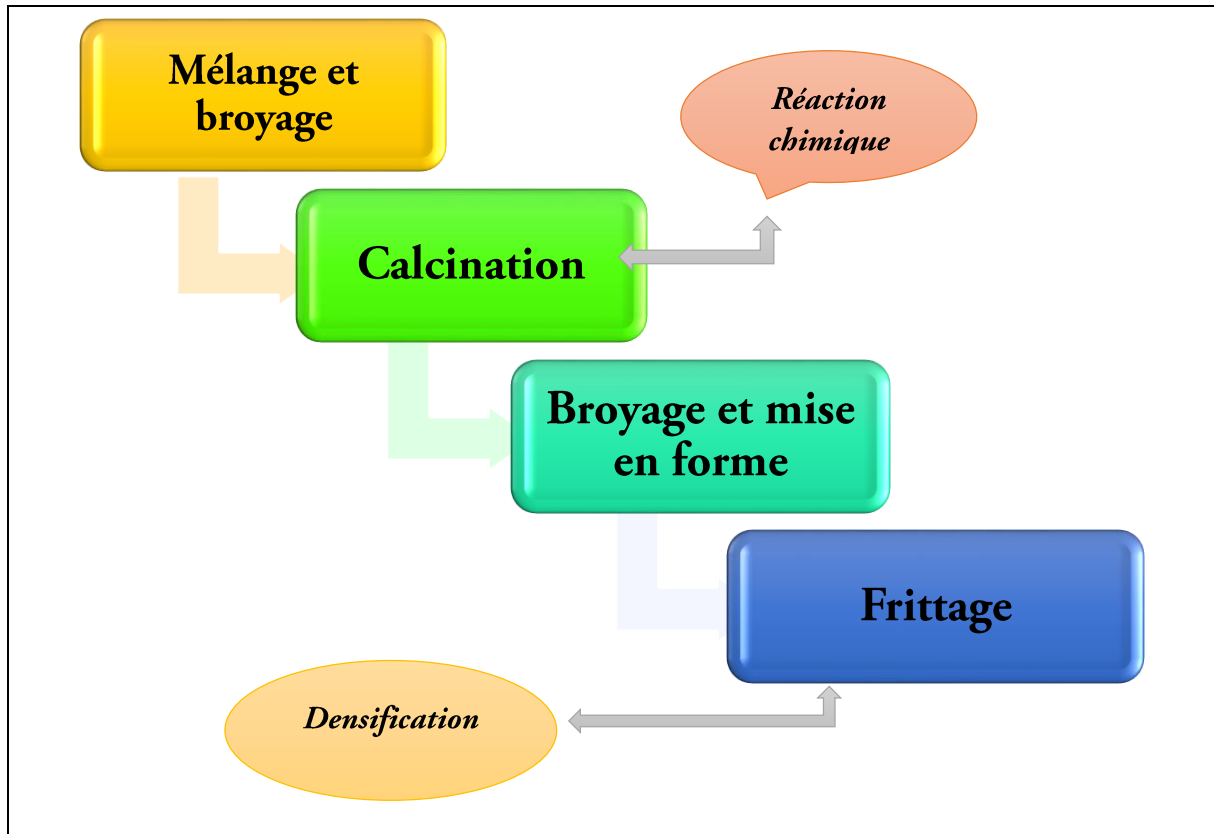 Mélange et
broyage
Réaction
chimique
Calcination
Broyage et mise
en forme
Frittage
Densification